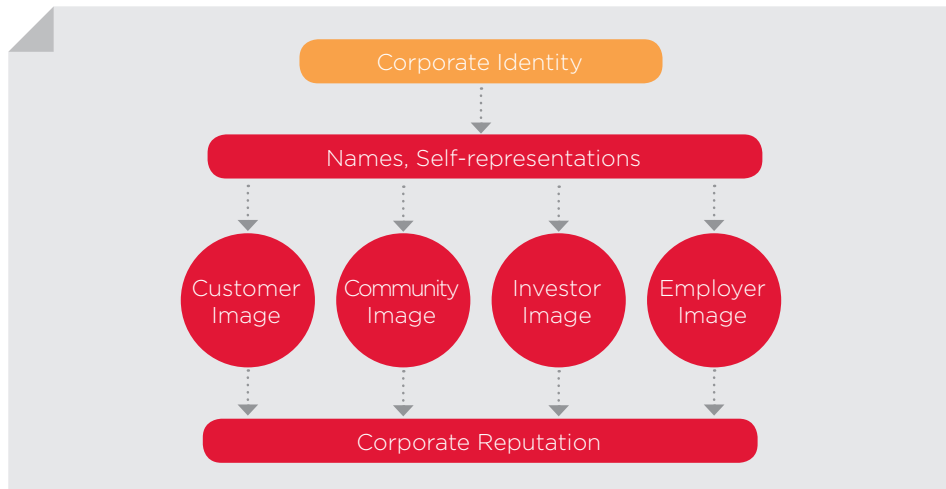 Corporate Identity
Names, Self-representations
Customer
Image
Community
Image
Investor
Image
Employer
Image
Corporate Reputation